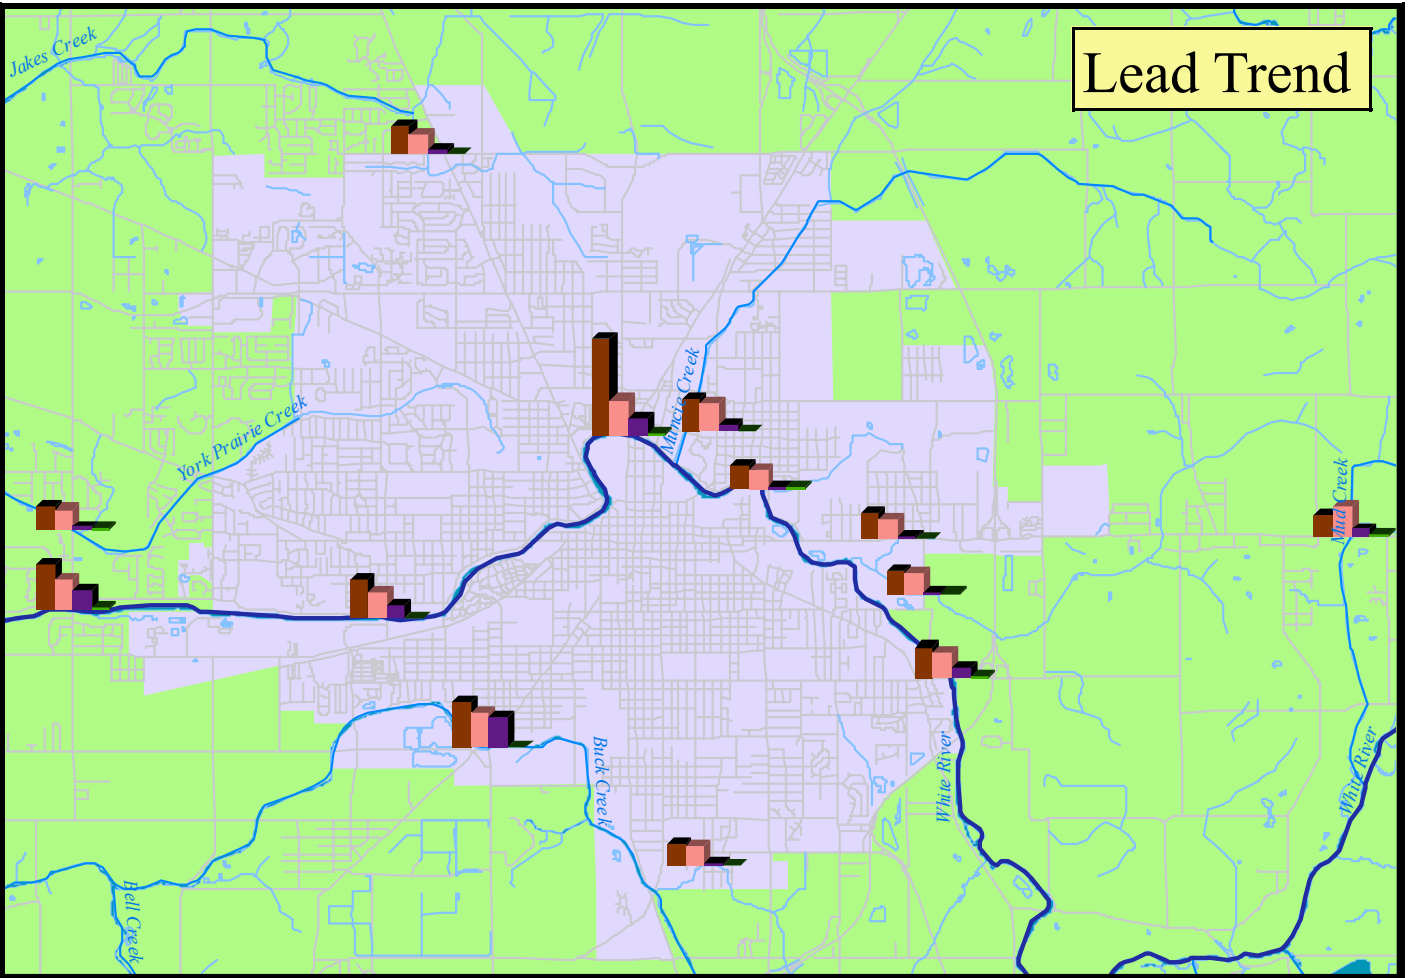 Jakes Creek
Lead Trend
Muncie Creek
York Prairie Creek
Mud Creek
Buck Creek
White River
White River
Bell Creek